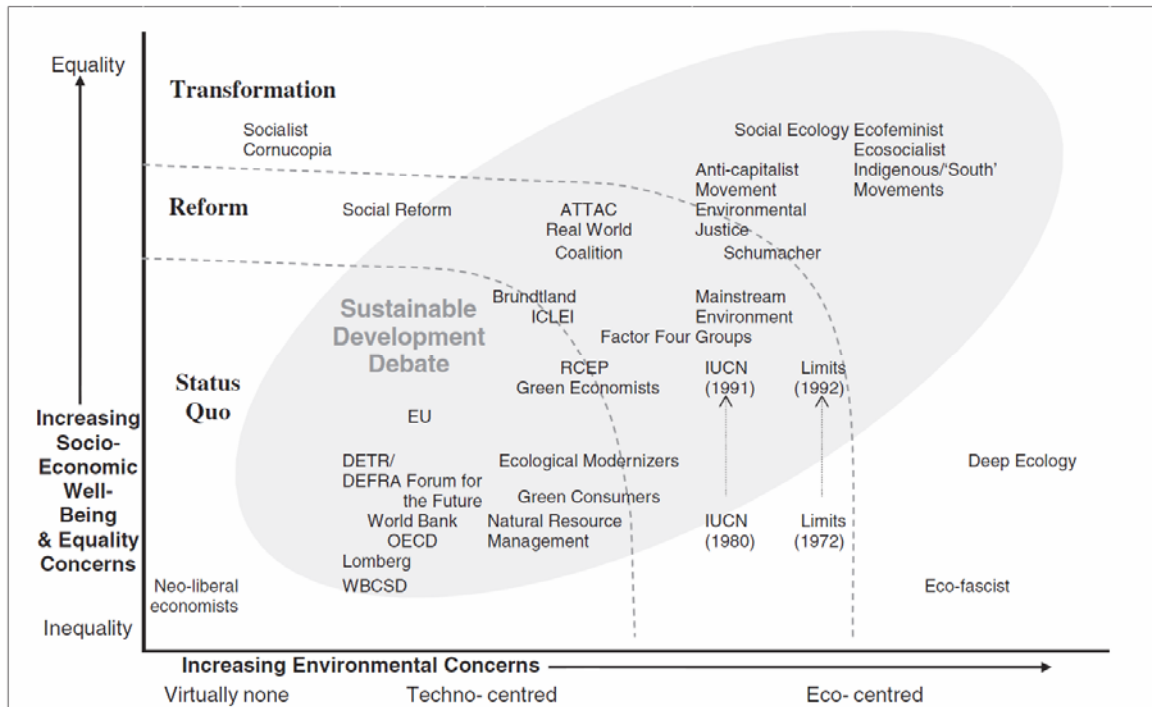 Equality
Transformation
Socialist
Cornucopia
Social Ecology
Ecofeminist
Ecosocialist
Indigenous/'South'
Movements
Anti-capitalist
Movement
Environmental
Justice
Reform
Social Reform
ATTAC
Real World
Coalition
Schumacher
Sustainable
Development
Debate
Brundtland
ICLEI
Mainstream
Environment
Factor Four Groups
Status
Quo
RCEP
Green Economists
IUCN
(1991)
Limits
(1992)
EU
Increasing
Socio-
Economic
Well-
Being
& Equality
Concerns
DETR/
DEFRA Forum for
the Future
Ecological Modernizers
Green Consumers
Deep Ecology
World Bank
OECD
Natural Resource
Management
IUCN
(1980)
Limits
(1972)
Lomberg
WBCSD
Neo-liberal
economists
Eco-fascist
Inequality
Increasing Environmental Concerns
Virtually none
Techno- centred
Eco- centred